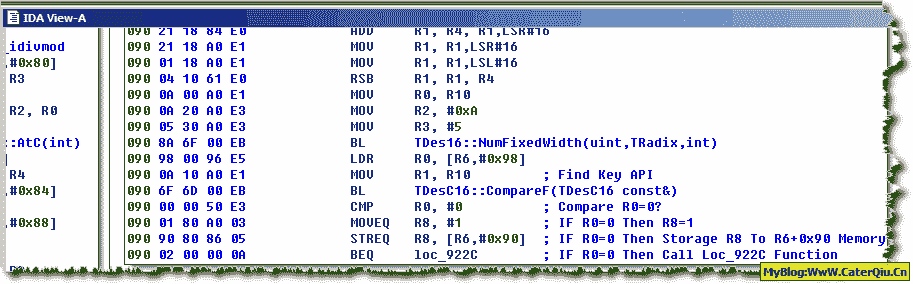 IDA View-A
090 21 18 84 E0 ADD R1, R4, R1,LSR#16
_idivmod 090 21 18 A0 E1 MOV R1, R1,LSR#16
,#0x80] 090 01 18 A0 E1 MOV R1, R1,LSL#16
R3 090 04 10 61 E0 RSB R1, R1, R4
090 0A 00 A0 E1 MOV R0, R10
R2, R0 090 0A 20 A0 E3 MOV R2, #0xA
090 05 30 A0 E3 MOV R3, #5
::AtC(int) 090 8A 6F 00 EB BL TDes16::NumFixedWidth(uint,TRadix,int)
] 090 98 00 96 E5 LDR R0, [R6,#0x98]
R4 090 0A 10 A0 E1 MOV R1, R10 ; Find Key API
,#0x84] 090 6F 6D 00 EB BL TDesC16::CompareF(TDesC16 const&)
090 00 00 50 E3 CMP R0, #0 ; Compare R0=0?
,#0x88] 090 01 80 A0 03 MOVEQ R8, #1 ; IF R0=0 Then R8=1
090 90 80 86 05 STREQ R8, [R6,#0x90] ; IF R0=0 Then Storage R8 To R6+0x90 Memory
090 02 00 00 0A BEQ loc_922C ; IF R0=0 Then Call Loc_922C Function
MyBlog:WwW.CaterQiu.Cn